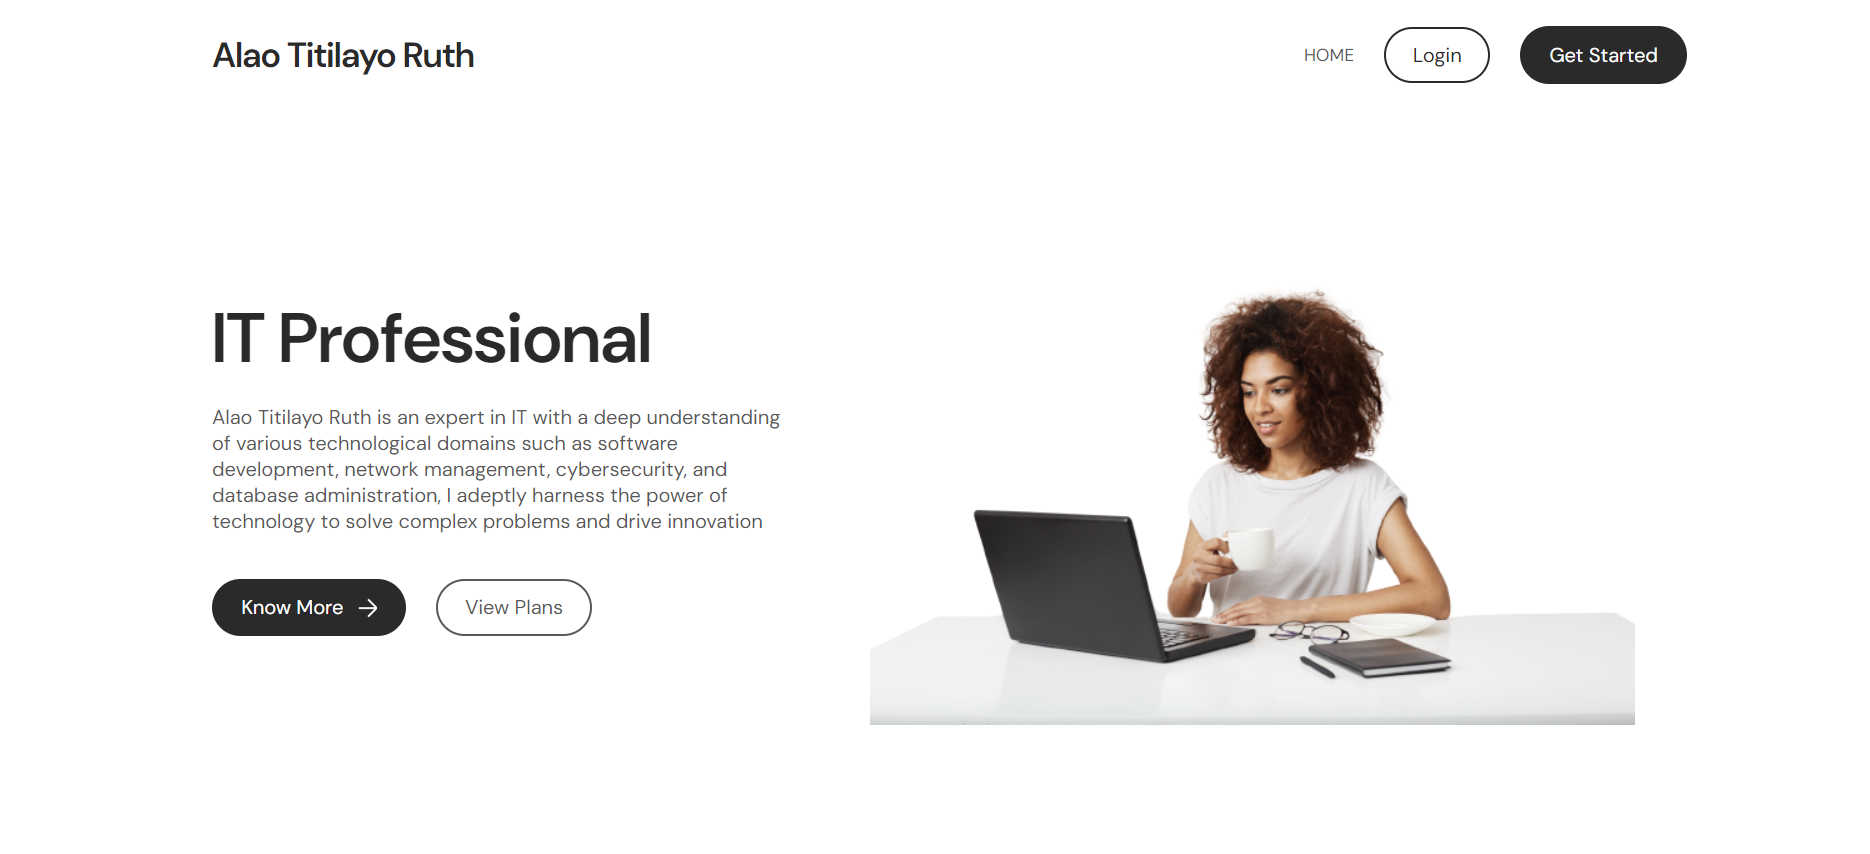 Alao Titilayo Ruth
HOME
Login
Get Started
IT Professional
Alao Titilayo Ruth is an expert in IT with a deep understanding
of various technological domains such as software
development, network management, cybersecurity, and
database administration, I adeptly harness the power of
technology to solve complex problems and drive innovation
Know More
View Plans